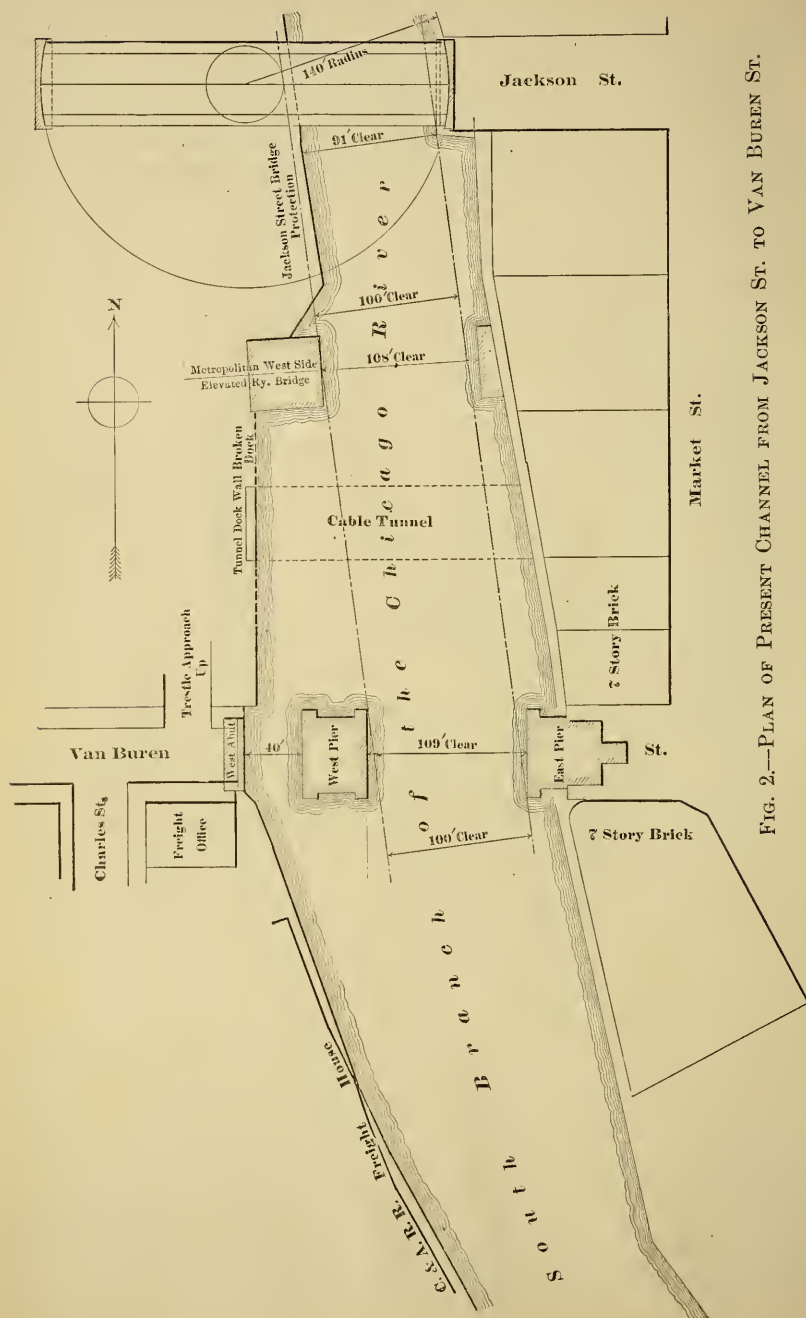 140' Radius
Jackson St.
91' Clear
Jackson Street Bridge
Protection
N
100' Clear
Metropolitan West Side
Elevated Ry. Bridge
108' Clear
Tunnel Dock Wall Broken
Dock
Cable Tunnel
Market St.
Trestle Approach
Up
7 Story Brick
Van Buren
West Abut
40'
West Pier
109' Clear
East Pier
St.
Charles St.
Freight
Office
100' Clear
7 Story Brick
C. & A. R. R. Freight House
South Branch of the Chicago River
FIG. 2.—PLAN OF PRESENT CHANNEL FROM JACKSON ST. TO VAN BUREN ST.